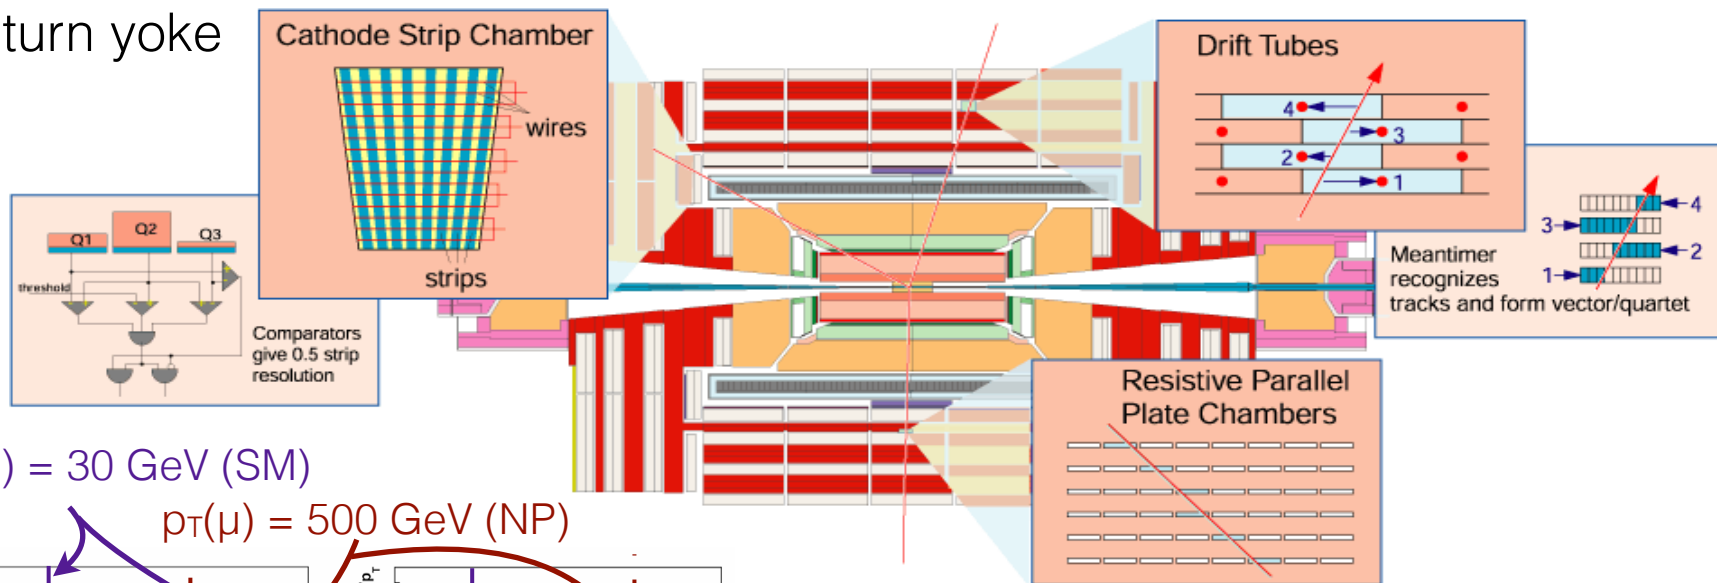 turn yoke
Cathode Strip Chamber
wires
strips
Q1
Q2
Q3
threshold
Comparators
give 0.5 strip
resolution
Drift Tubes
4
3
2
1
4
3
2
1
Meantimer
recognizes
tracks and form vector/quartet
Resistive Parallel
Plate Chambers
) = 30 GeV (SM)
pT(μ) = 500 GeV (NP)
pT